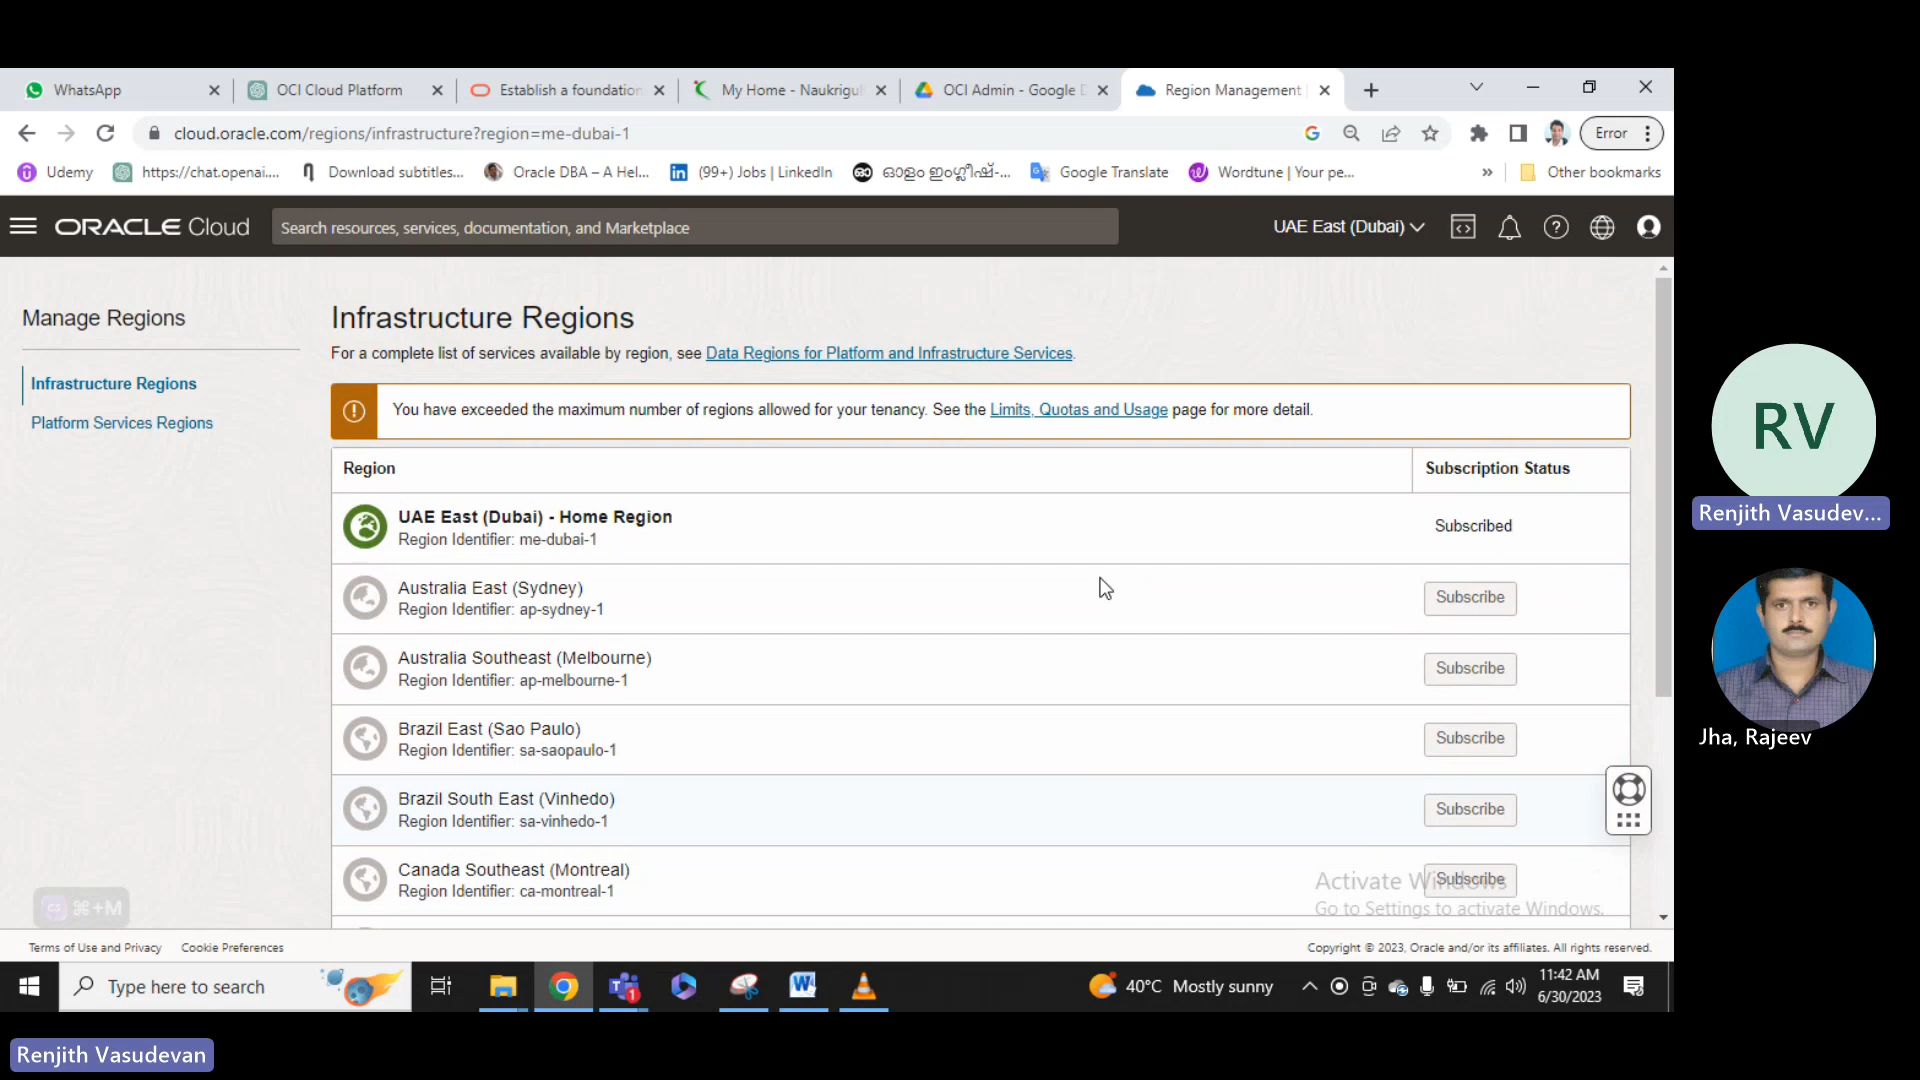 WhatsApp
OCI Cloud Platform
Establish a foundation
My Home - Naukrigul
OCI Admin - Google D
Region Management
cloud.oracle.com/regions/infrastructure?region=me-dubai-1
Error
Udemy
https://chat.openai....
Download subtitles...
Oracle DBA – A Hel...
(99+) Jobs | LinkedIn
ഓളം ഇംഗ്ലീഷ്-...
Google Translate
Wordtune | Your pe...
»
Other bookmarks
ORACLE Cloud
Search resources, services, documentation, and Marketplace
UAE East (Dubai)
Manage Regions
Infrastructure Regions
Platform Services Regions
Infrastructure Regions
For a complete list of services available by region, see Data Regions for Platform and Infrastructure Services.
You have exceeded the maximum number of regions allowed for your tenancy. See the Limits, Quotas and Usage page for more detail.
Region
Subscription Status
UAE East (Dubai) - Home Region
Region Identifier: me-dubai-1
Subscribed
Australia East (Sydney)
Region Identifier: ap-sydney-1
Subscribe
Australia Southeast (Melbourne)
Region Identifier: ap-melbourne-1
Subscribe
Brazil East (Sao Paulo)
Region Identifier: sa-saopaulo-1
Subscribe
Brazil South East (Vinhedo)
Region Identifier: sa-vinhedo-1
Subscribe
Canada Southeast (Montreal)
Region Identifier: ca-montreal-1
Subscribe
Activate Windows
Go to Settings to activate Windows.
⌘+M
Terms of Use and Privacy
Cookie Preferences
Copyright © 2023, Oracle and/or its affiliates. All rights reserved.
Type here to search
1
40°C Mostly sunny
11:42 AM
6/30/2023
RV
Renjith Vasudev...
Jha, Rajeev
Renjith Vasudevan